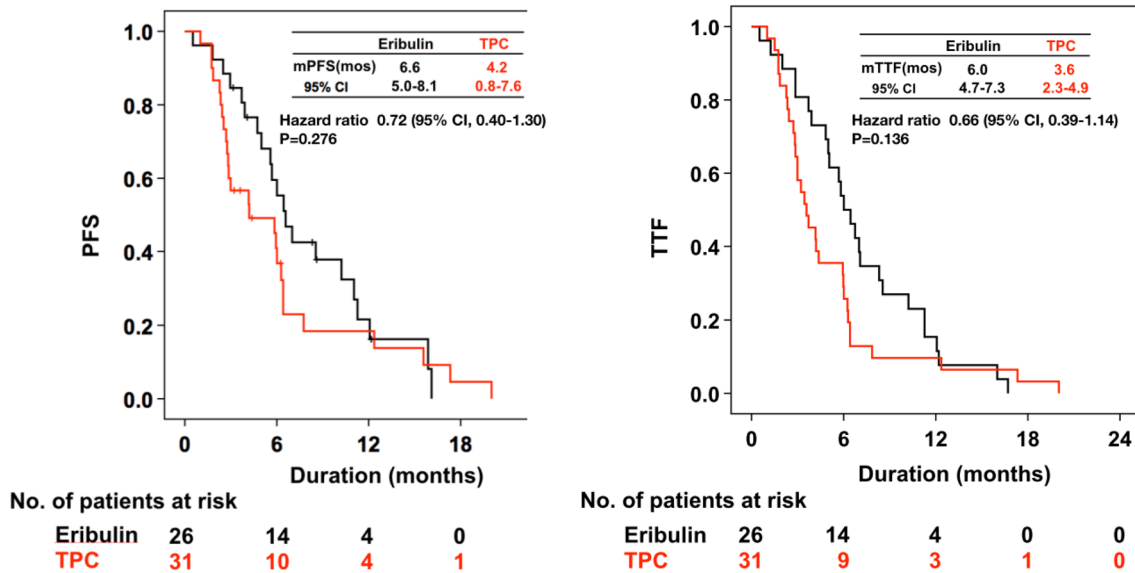 Eribulin TPC
mPFS(mos) 6.6 4.2
95% CI 5.0-8.1 0.8-7.6
Hazard ratio 0.72 (95% CI, 0.40-1.30)
P=0.276
1.0
0.8
0.6
0.4
0.2
0.0
PFS
0 6 12 18
Duration (months)
No. of patients at risk
Eribulin 26 14 4 0
TPC 31 10 4 1
Eribulin TPC
mTTF(mos) 6.0 3.6
95% CI 4.7-7.3 2.3-4.9
Hazard ratio 0.66 (95% CI, 0.39-1.14)
P=0.136
1.0
0.8
0.6
0.4
0.2
0.0
TTF
0 6 12 18 24
Duration (months)
No. of patients at risk
Eribulin 26 14 4 0 0
TPC 31 9 3 1 0